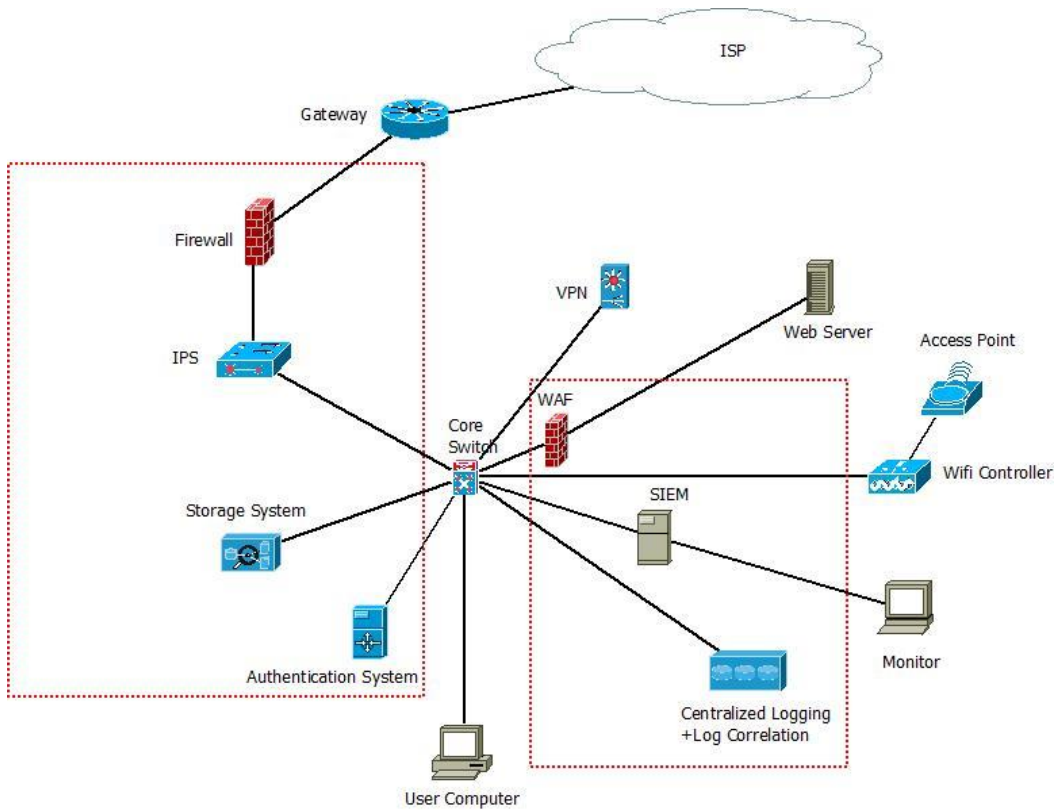 ISP
Gateway
Firewall
VPN
Web Server
IPS
Access Point
WAF
Core
Switch
Wifi Controller
SIEM
Storage System
Authentication System
Monitor
Centralized Logging
+Log Correlation
User Computer